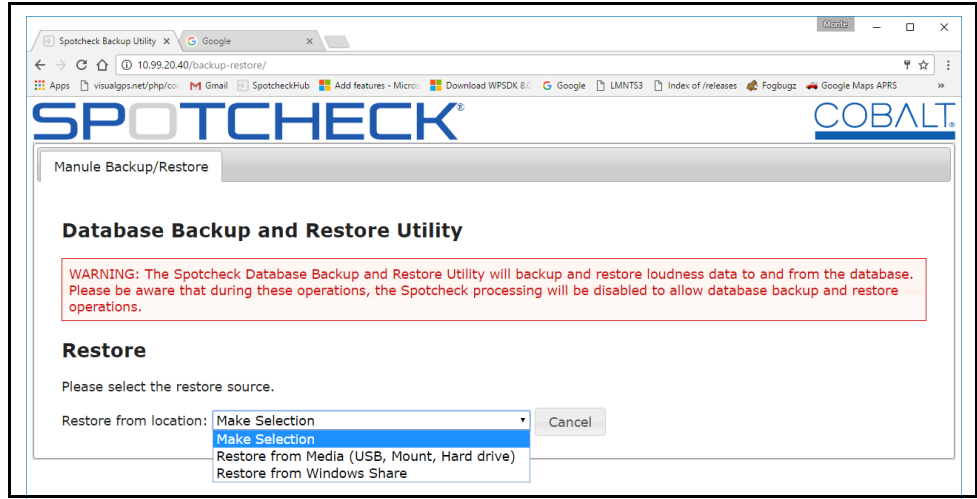 Monte
Spotcheck Backup Utility
Google
10.99.20.40/backup-restore/
Apps visualgps.net/php/co Gmail SpotcheckHub Add features - Micros Download WPSDK 8.0 Google LMNTS3 Index of /releases Fogbugz Google Maps APRS »
SPOTCHECK®
COBALT®
Manule Backup/Restore
Database Backup and Restore Utility
WARNING: The Spotcheck Database Backup and Restore Utility will backup and restore loudness data to and from the database.
Please be aware that during these operations, the Spotcheck processing will be disabled to allow database backup and restore
operations.
Restore
Please select the restore source.
Restore from location: Make Selection Cancel
Make Selection
Restore from Media (USB, Mount, Hard drive)
Restore from Windows Share